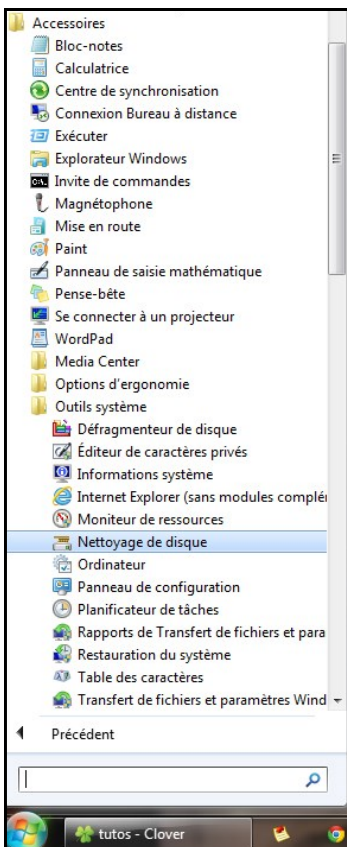 Accessoires
Bloc-notes
Calculatrice
Centre de synchronisation
Connexion Bureau à distance
Exécuter
Explorateur Windows
Invite de commandes
Magnétophone
Mise en route
Paint
Panneau de saisie mathématique
Pense-bête
Se connecter à un projecteur
WordPad
Media Center
Options d'ergonomie
Outils système
Défragmenteur de disque
Éditeur de caractères privés
Informations système
Internet Explorer (sans modules complé
Moniteur de ressources
Nettoyage de disque
Ordinateur
Panneau de configuration
Planificateur de tâches
Rapports de Transfert de fichiers et para
Restauration du système
Table des caractères
Transfert de fichiers et paramètres Wind
Précédent
tutos - Clover